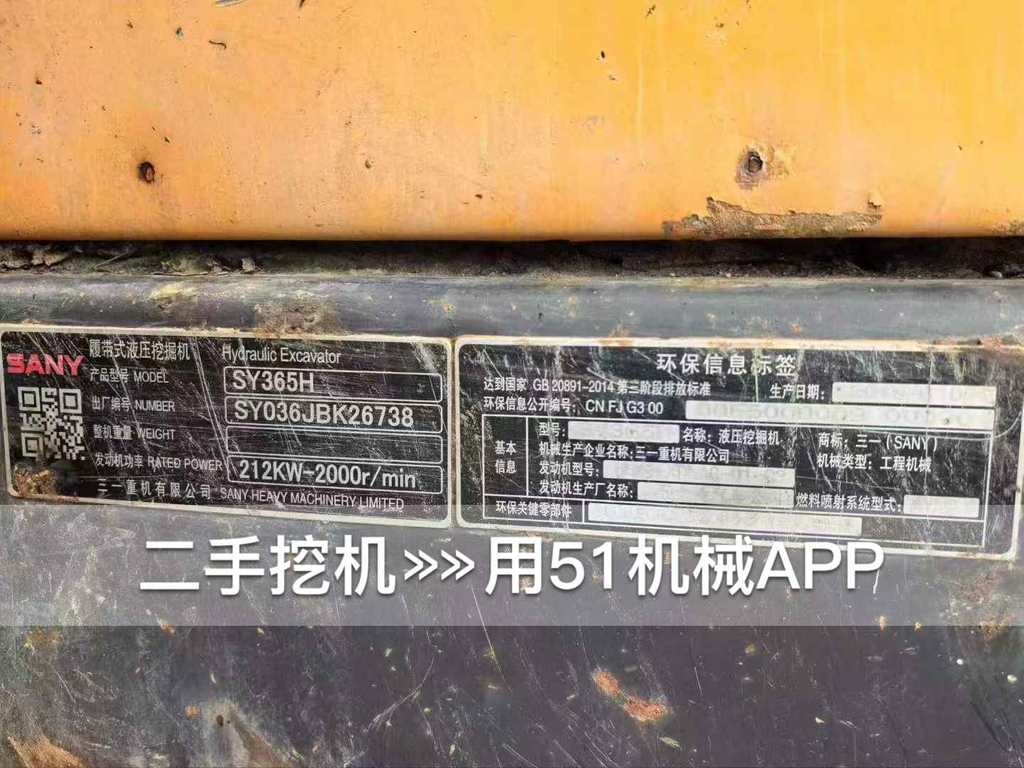 SANY 履带式液压挖掘机 Hydraulic Excavator
产品型号 MODEL SY365H
出厂编号 NUMBER SY036JBK26738
整机重量 WEIGHT
发动机功率 RATED POWER 212KW~2000r/min
三一重机有限公司 SANY HEAVY MACHINERY LIMITED
环保信息标签
达到国家 GB 20891-2014 第三阶段排放标准 生产日期:
环保信息公开编号: CN FJ G3 00
基本信息
型号: 名称: 液压挖掘机 商标: 三一(SANY)
机械生产企业名称:三一重机有限公司 机械类型: 工程机械
发动机型号:
发动机生产厂名称: 燃料喷射系统型式:
环保关键零部件
二手挖机>>>>用51机械APP